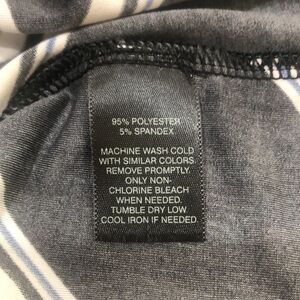 95% POLYESTER
5% SPANDEX
MACHINE WASH COLD
WITH SIMILAR COLORS.
REMOVE PROMPTLY.
ONLY NON-
CHLORINE BLEACH
WHEN NEEDED.
TUMBLE DRY LOW
COOL IRON IF NEEDED.